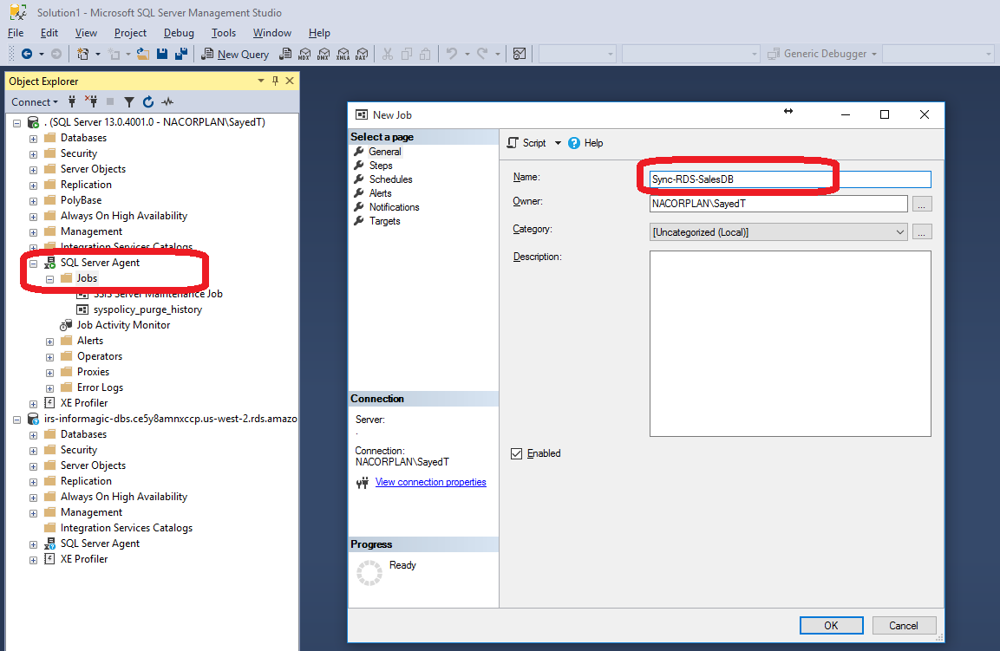 Solution1 - Microsoft SQL Server Management Studio
File Edit View Project Debug Tools Window Help
New Query MDX DMX XMLA DAX Generic Debugger
Object Explorer
Connect
. (SQL Server 13.0.4001.0 - NACORPLAN\SayedT)
Databases
Security
Server Objects
Replication
PolyBase
Always On High Availability
Management
Integration Services Catalogs
SQL Server Agent
Jobs
SSIS Server Maintenance Job
syspolicy_purge_history
Job Activity Monitor
Alerts
Operators
Proxies
Error Logs
XE Profiler
irs-informagic-dbs.ce5y8amnxccp.us-west-2.rds.amazo
Databases
Security
Server Objects
Replication
Always On High Availability
Management
Integration Services Catalogs
SQL Server Agent
XE Profiler
New Job
Select a page
General
Steps
Schedules
Alerts
Notifications
Targets
Connection
Server:
.
Connection:
NACORPLAN\SayedT
View connection properties
Progress
Ready
Script Help
Name: Sync-RDS-SalesDB
Owner: NACORPLAN\SayedT ...
Category: [Uncategorized (Local)] ...
Description:
Enabled
OK Cancel